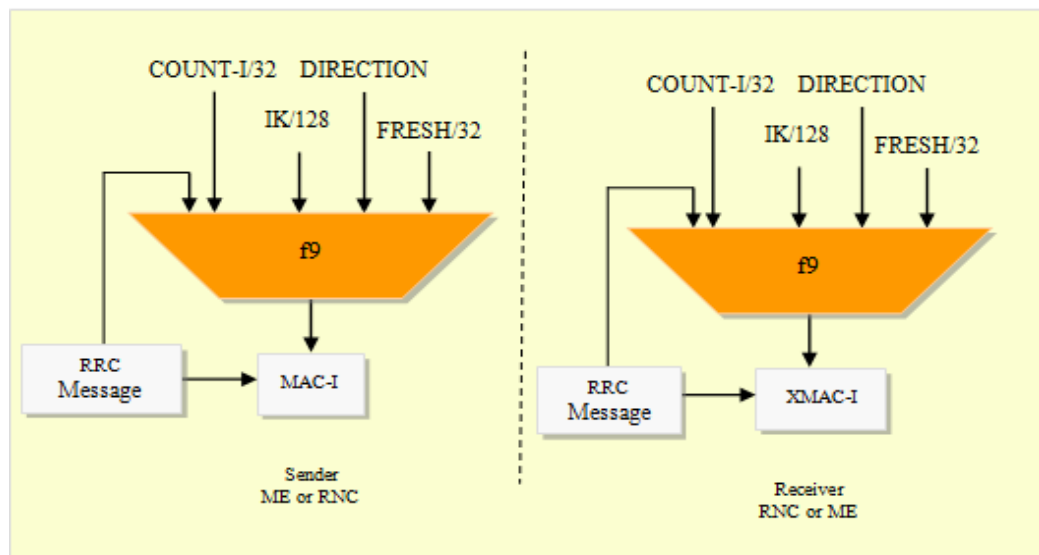 COUNT-I/32 DIRECTION
IK/128
FRESH/32
f9
RRC
Message
MAC-I
Sender
ME or RNC
COUNT-I/32 DIRECTION
IK/128
FRESH/32
f9
RRC
Message
XMAC-I
Receiver
RNC or ME